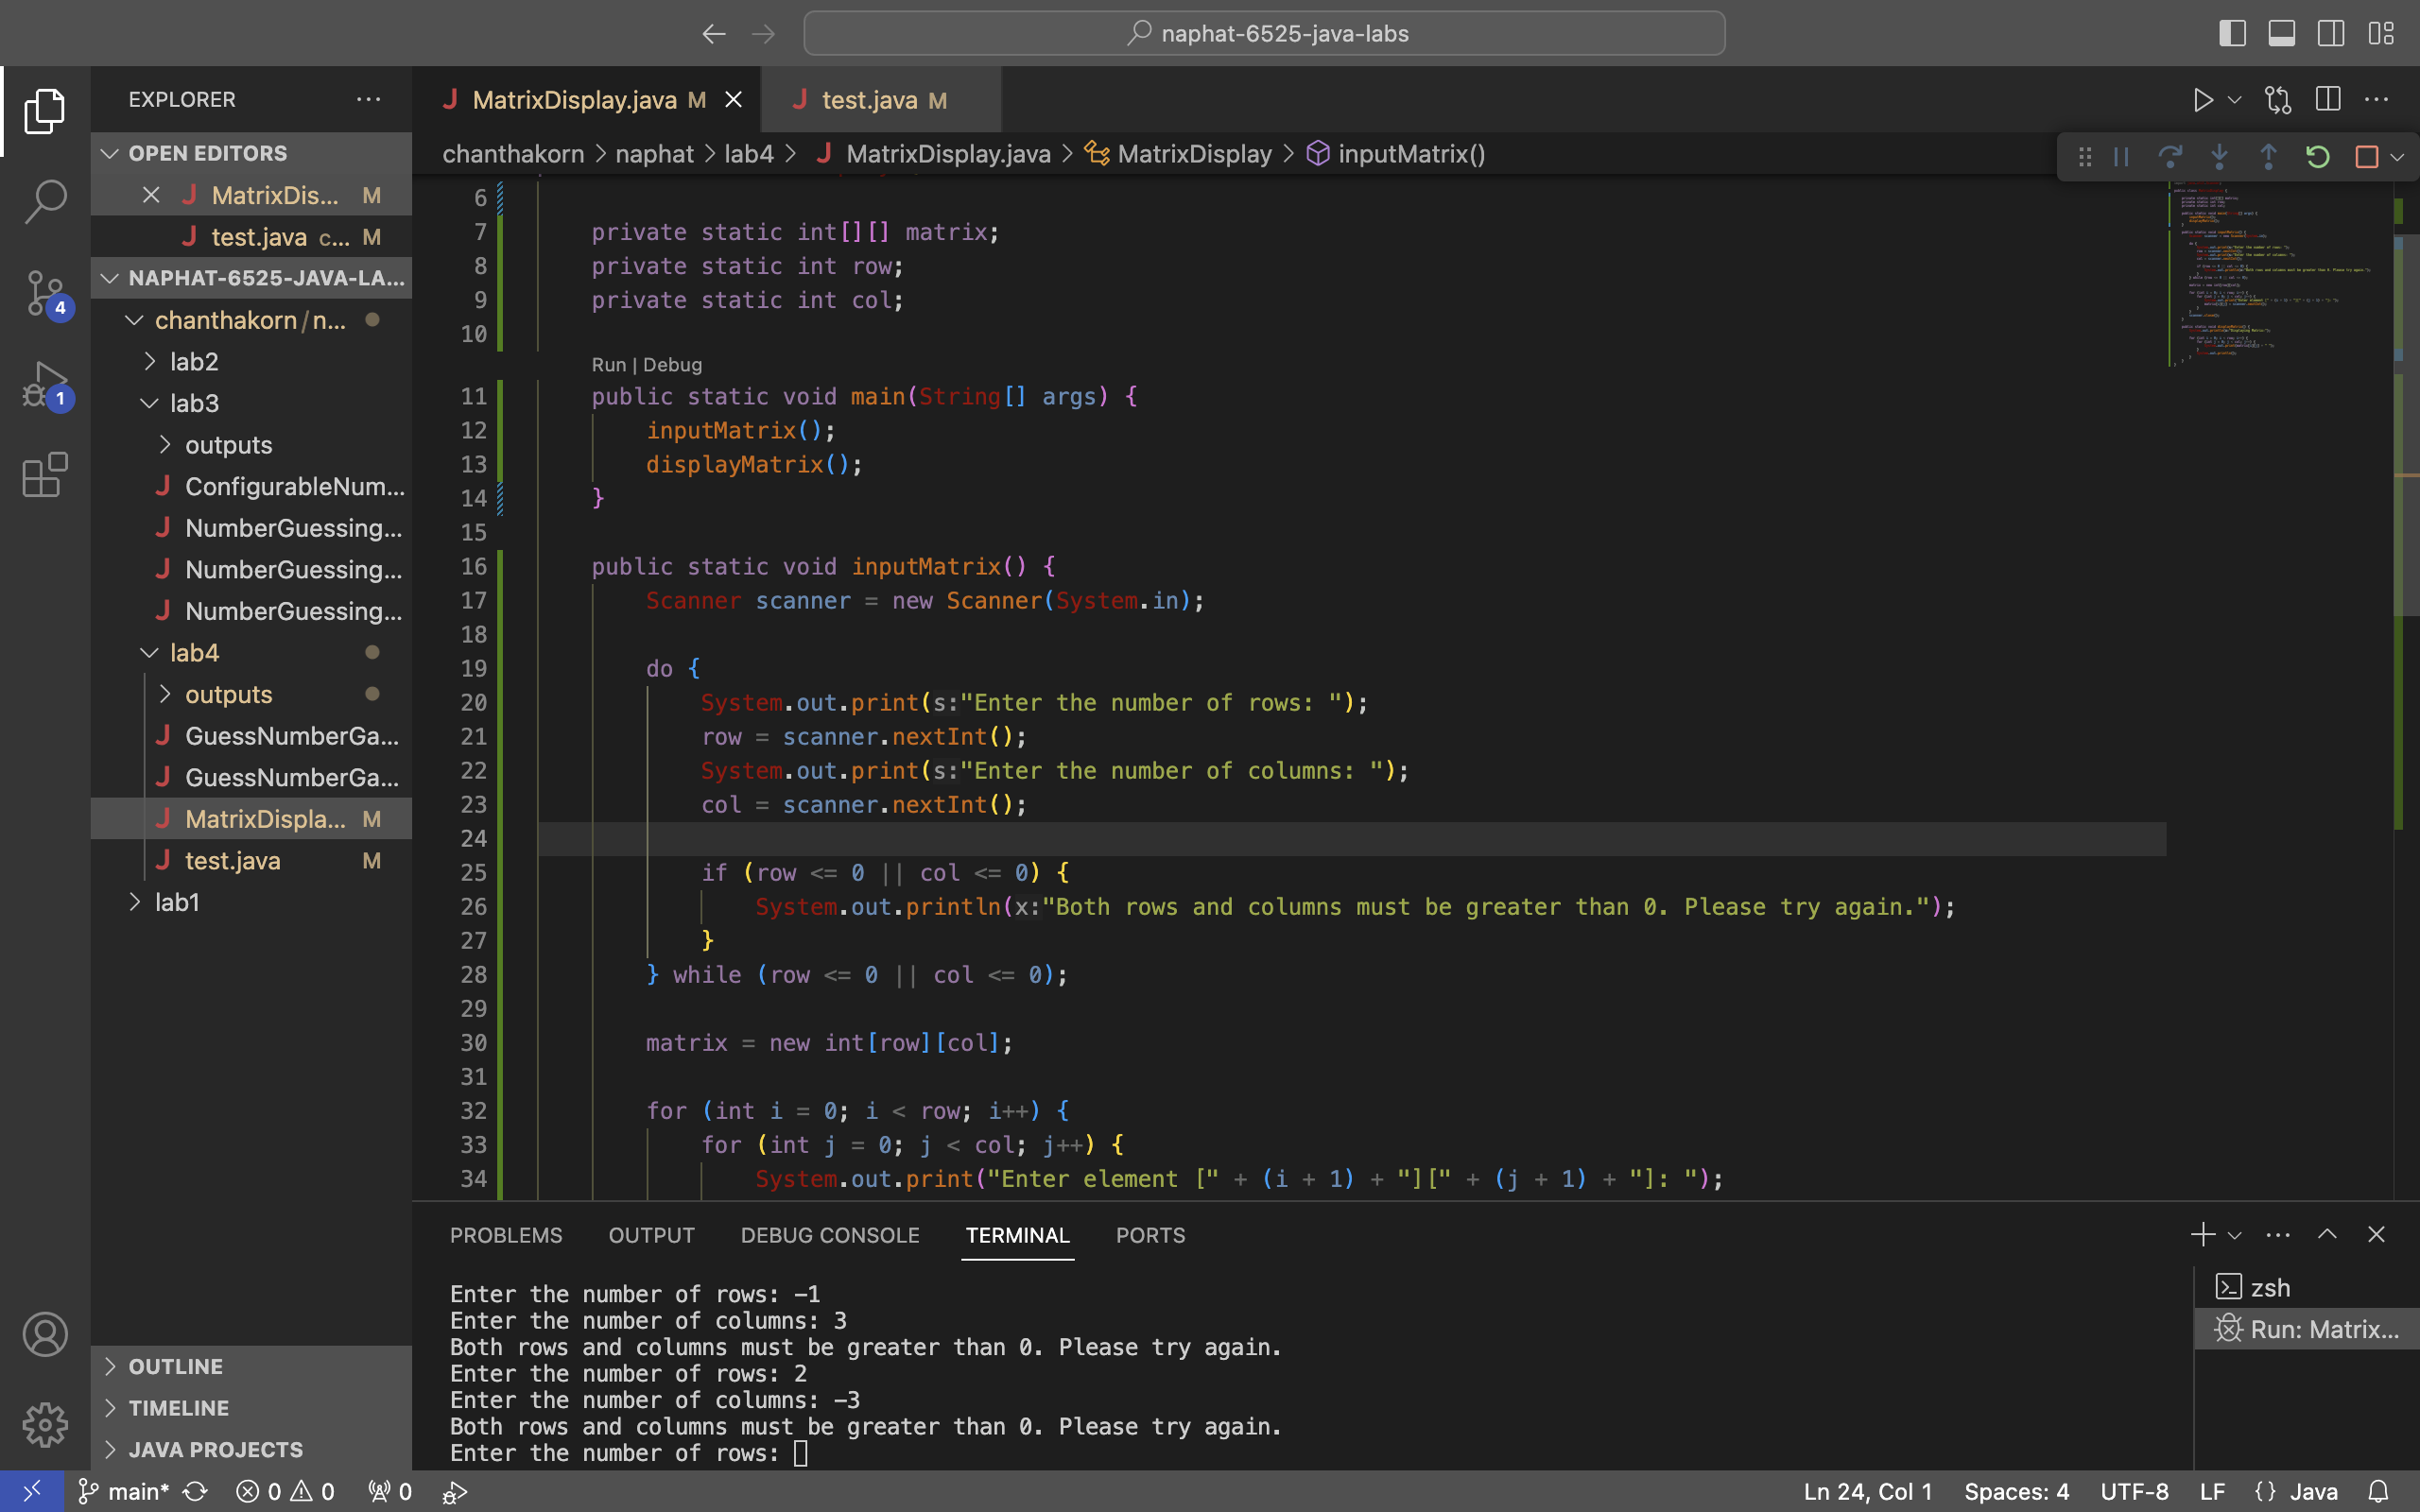 naphat-6525-java-labs
EXPLORER
MatrixDisplay.java M
test.java M
OPEN EDITORS
MatrixDis... M
test.java c... M
NAPHAT-6525-JAVA-LA...
chanthakorn/n...
lab2
lab3
outputs
ConfigurableNum...
NumberGuessing...
NumberGuessing...
NumberGuessing...
lab4
outputs
GuessNumberGa...
GuessNumberGa...
MatrixDispla... M
test.java M
lab1
OUTLINE
TIMELINE
JAVA PROJECTS
4
1
chanthakorn > naphat > lab4 > MatrixDisplay.java > MatrixDisplay > inputMatrix()
6
7 private static int[][] matrix;
8 private static int row;
9 private static int col;
10
Run | Debug
11 public static void main(String[] args) {
12 inputMatrix();
13 displayMatrix();
14 }
15
16 public static void inputMatrix() {
17 Scanner scanner = new Scanner(System.in);
18
19 do {
20 System.out.print(s:"Enter the number of rows: ");
21 row = scanner.nextInt();
22 System.out.print(s:"Enter the number of columns: ");
23 col = scanner.nextInt();
24
25 if (row <= 0 || col <= 0) {
26 System.out.println(x:"Both rows and columns must be greater than 0. Please try again.");
27 }
28 } while (row <= 0 || col <= 0);
29
30 matrix = new int[row][col];
31
32 for (int i = 0; i < row; i++) {
33 for (int j = 0; j < col; j++) {
34 System.out.print("Enter element [" + (i + 1) + "][" + (j + 1) + "]: ");
PROBLEMS OUTPUT DEBUG CONSOLE TERMINAL PORTS
Enter the number of rows: -1
Enter the number of columns: 3
Both rows and columns must be greater than 0. Please try again.
Enter the number of rows: 2
Enter the number of columns: -3
Both rows and columns must be greater than 0. Please try again.
Enter the number of rows:
zsh
Run: Matrix...
main* 0 0 0
Ln 24, Col 1 Spaces: 4 UTF-8 LF {} Java